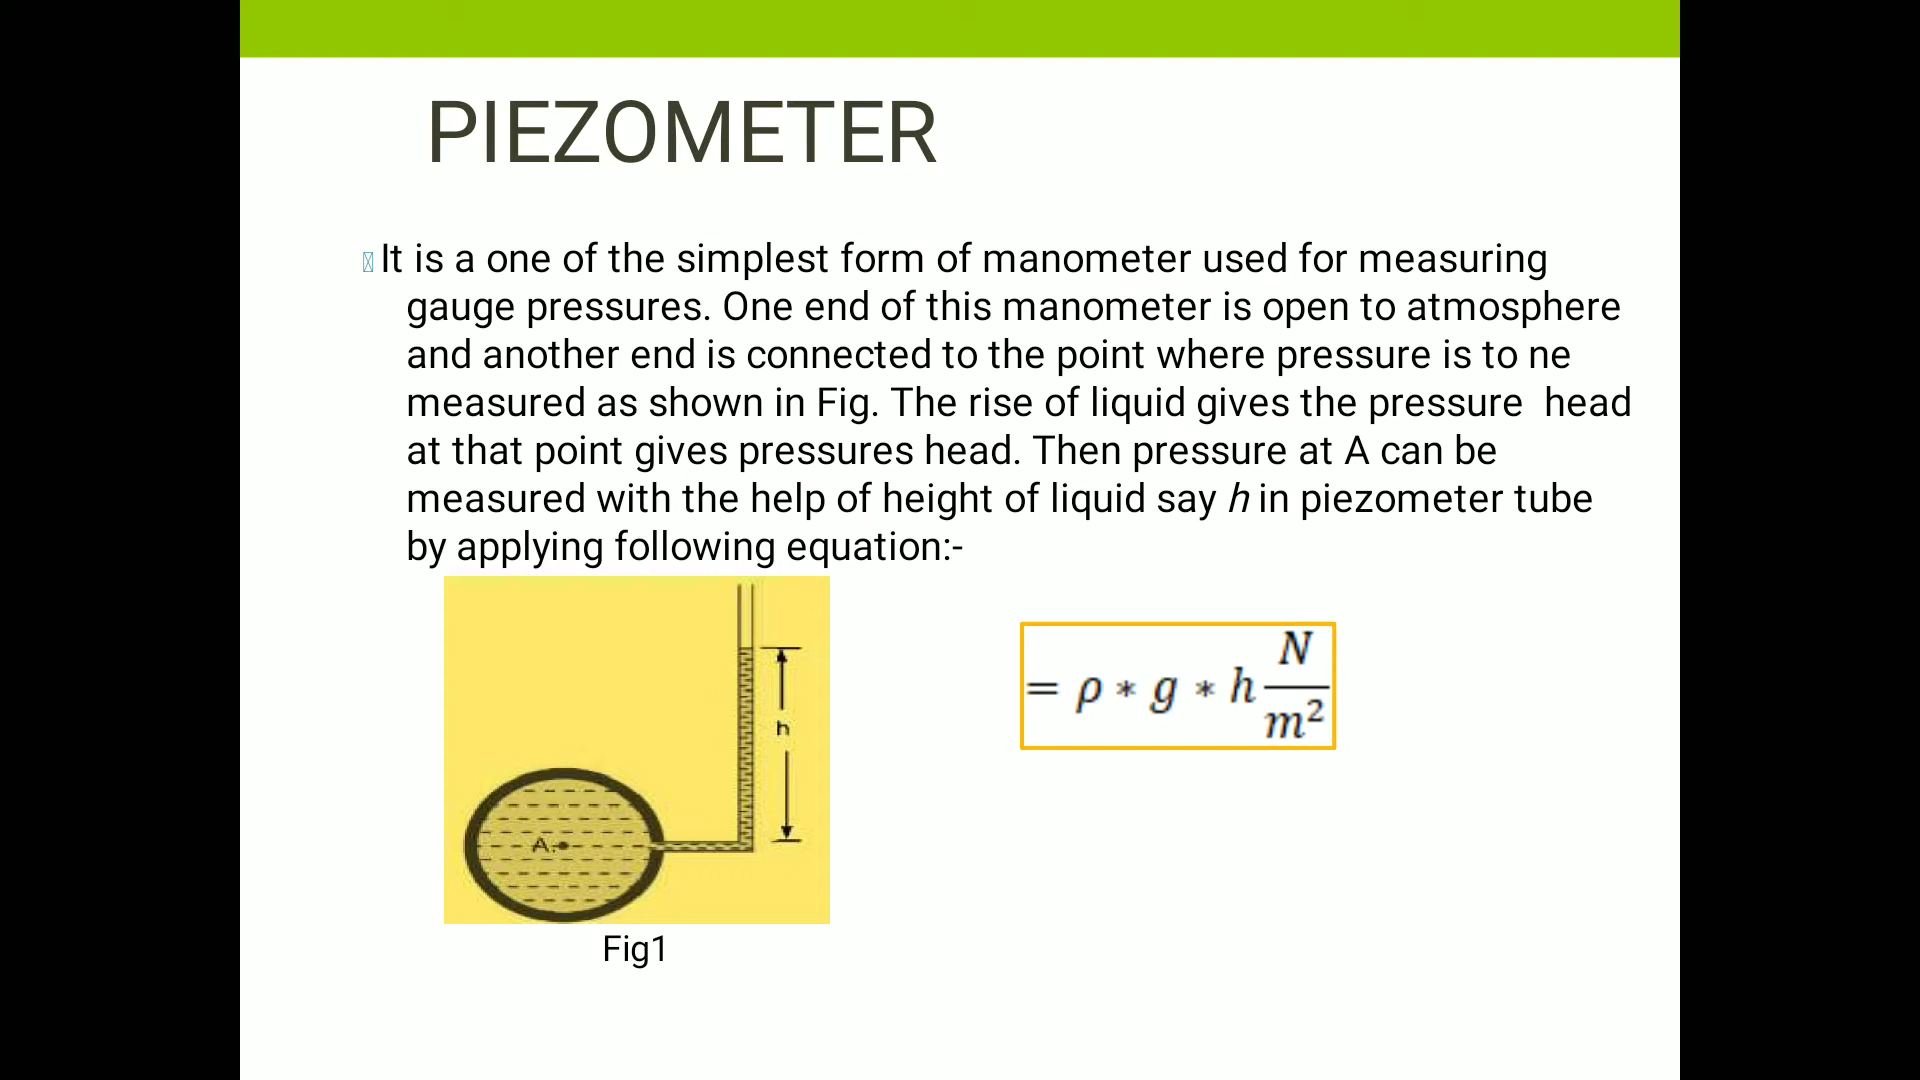 PIEZOMETER
It is a one of the simplest form of manometer used for measuring
gauge pressures. One end of this manometer is open to atmosphere
and another end is connected to the point where pressure is to ne
measured as shown in Fig. The rise of liquid gives the pressure  head
at that point gives pressures head. Then pressure at A can be
measured with the help of height of liquid say h in piezometer tube
by applying following equation:-
= ρ * g * h N/m²
h
A.
Fig1